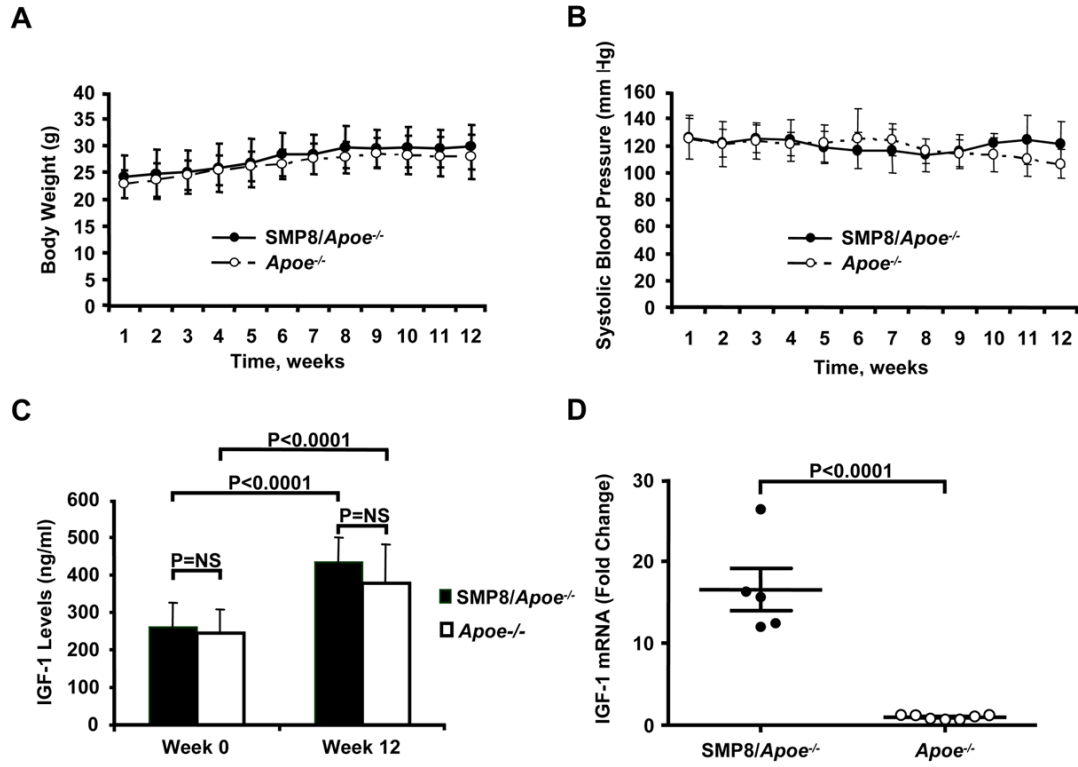 A
Body Weight (g)
40
35
30
25
20
15
10
5
0
SMP8/Apoe-/-
Apoe-/-
1 2 3 4 5 6 7 8 9 10 11 12
Time, weeks
B
Systolic Blood Pressure (mm Hg)
160
140
120
100
80
60
40
20
0
SMP8/Apoe-/-
Apoe-/-
1 2 3 4 5 6 7 8 9 10 11 12
Time, weeks
C
P<0.0001
P<0.0001
P=NS
P=NS
IGF-1 Levels (ng/ml)
600
500
400
300
200
100
0
SMP8/Apoe-/-
Apoe-/-
Week 0 Week 12
D
P<0.0001
IGF-1 mRNA (Fold Change)
30
20
10
0
SMP8/Apoe-/- Apoe-/-